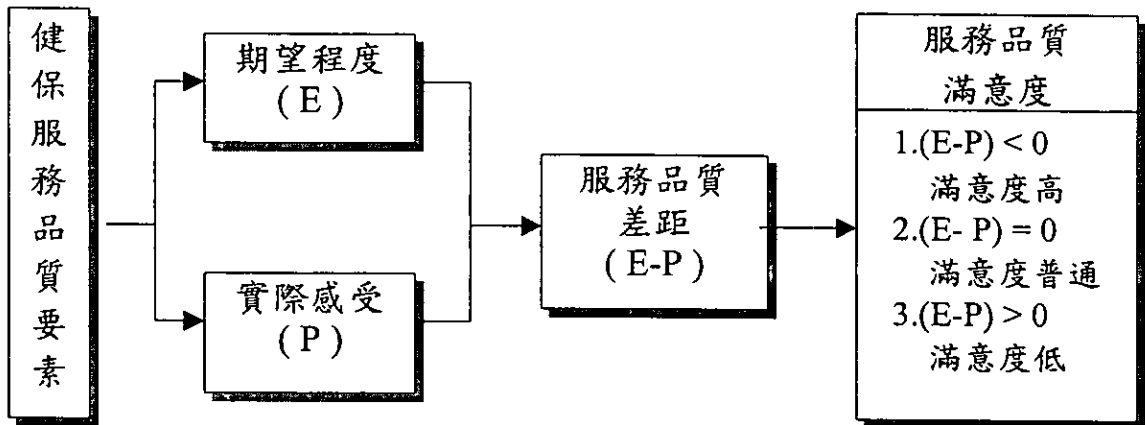 健保服務品質要素
期望程度
( E )
實際感受
( P )
服務品質
差距
( E-P )
服務品質
滿意度
1.(E-P) < 0
滿意度高
2.(E- P) = 0
滿意度普通
3.(E-P) > 0
滿意度低